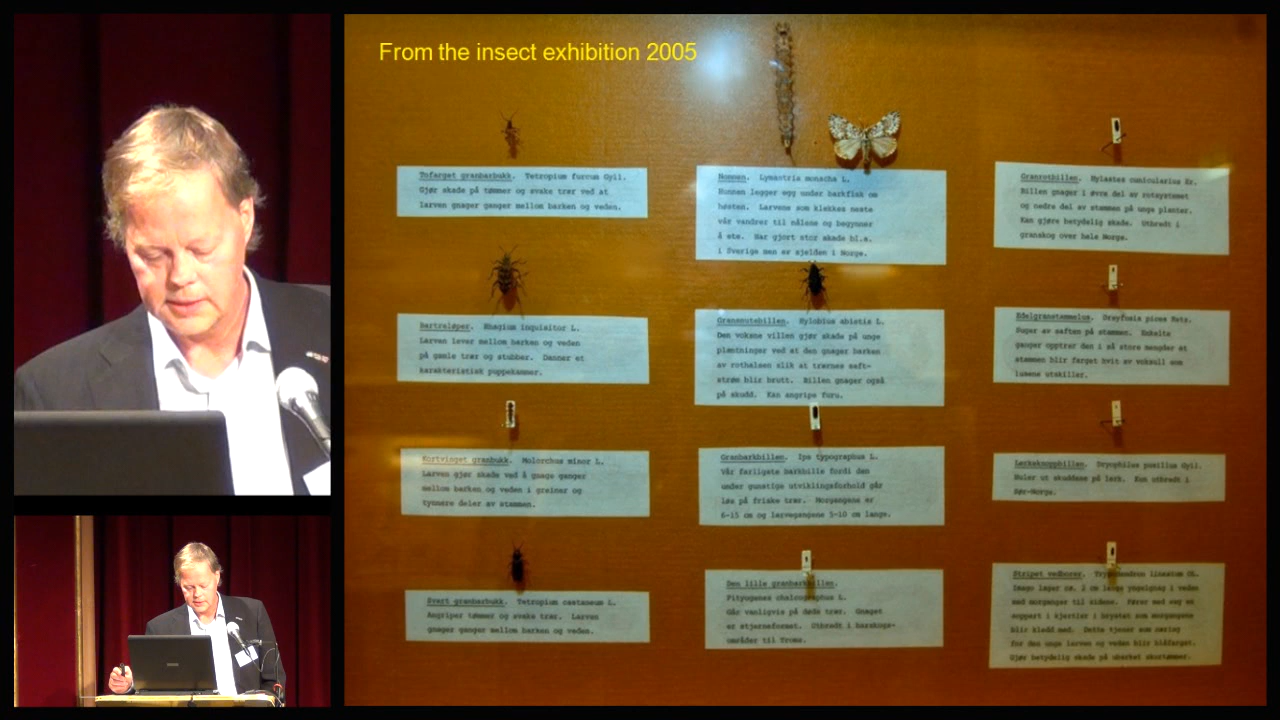 From the insect exhibition 2005
Tofarget granbarbukk. Tetropium furcum Gyll.
Gjør skade på tømmer og svake trær ved at
larven gnager ganger mellom barken og veden.
Bartreløper. Rhagium inquisitor L.
Larven lever mellom barken og veden
på gamle trær og stubber. Danner et
karakteristisk puppekammer.
Kortvinget granbukk. Molorchus minor L.
Larven gjør skade ved å gnage ganger
mellom barken og veden i greiner og
tynnere deler av stammen.
Svart granbarbukk. Tetropium castaneum L.
Angriper tømmer og svake trær. Larven
gnager ganger mellom barken og veden.
Nonnen. Lymantria monacha L.
Nonnen legger egg under barkflak om
høsten. Larvene som klekkes neste
vår vandrer til nålene og begynner
å ete. Har gjort stor skade bl.a.
i Sverige men er sjelden i Norge.
Gransnutebillen. Hylobius abietis L.
Den voksne villen gjør skade på unge
plantninger ved at den gnager barken
av rothalsen slik at trærnes saft-
strøm blir brutt. Billen gnager også
på skudd. Kan angripe furu.
Granbarkbillen. Ips typographus L.
Vår farligste barkbille fordi den
under gunstige utviklingsforhold går
løs på friske trær. Morgangene er
6-15 cm og larvegangene 5-10 cm lange.
Den lille granbarkbillen.
Pityogenes chalcographus L.
Går vanligvis på døde trær. Gnaget
er stjerneformet. Utbredt i barskogs-
områder til Troms.
Granrotbillen. Hylastes cunicularius Er.
Billen gnager i øvre del av rotsystemet
og nedre del av stammen på unge planter.
Kan gjøre betydelig skade. Utbredt i
granskog over hele Norge.
Edelgranstammelus. Dreyfusia picea Ratz.
Suger av saften på stammen. Enkelte
ganger opptrer den i så store mengder at
stammen blir farget hvit av voksull som
lusene utskiller.
Lerkeknoppbillen. Dryophilus pusillus Gyll.
Huler ut skuddene på lerk. Kun utbredt i
Sør-Norge.
Stripet vedborer. Trypodendron lineatum Ol.
Imago lager ca. 2 cm lange yngelgang i veden
med morganger til sidene. Fører med seg en
soppart i kjertler i brystet som morgangene
blir kledd med. Dette tjener som næring
for den unge larven og veden blir blåfarget.
Gjør betydelig skade på ubarket skurtømmer.